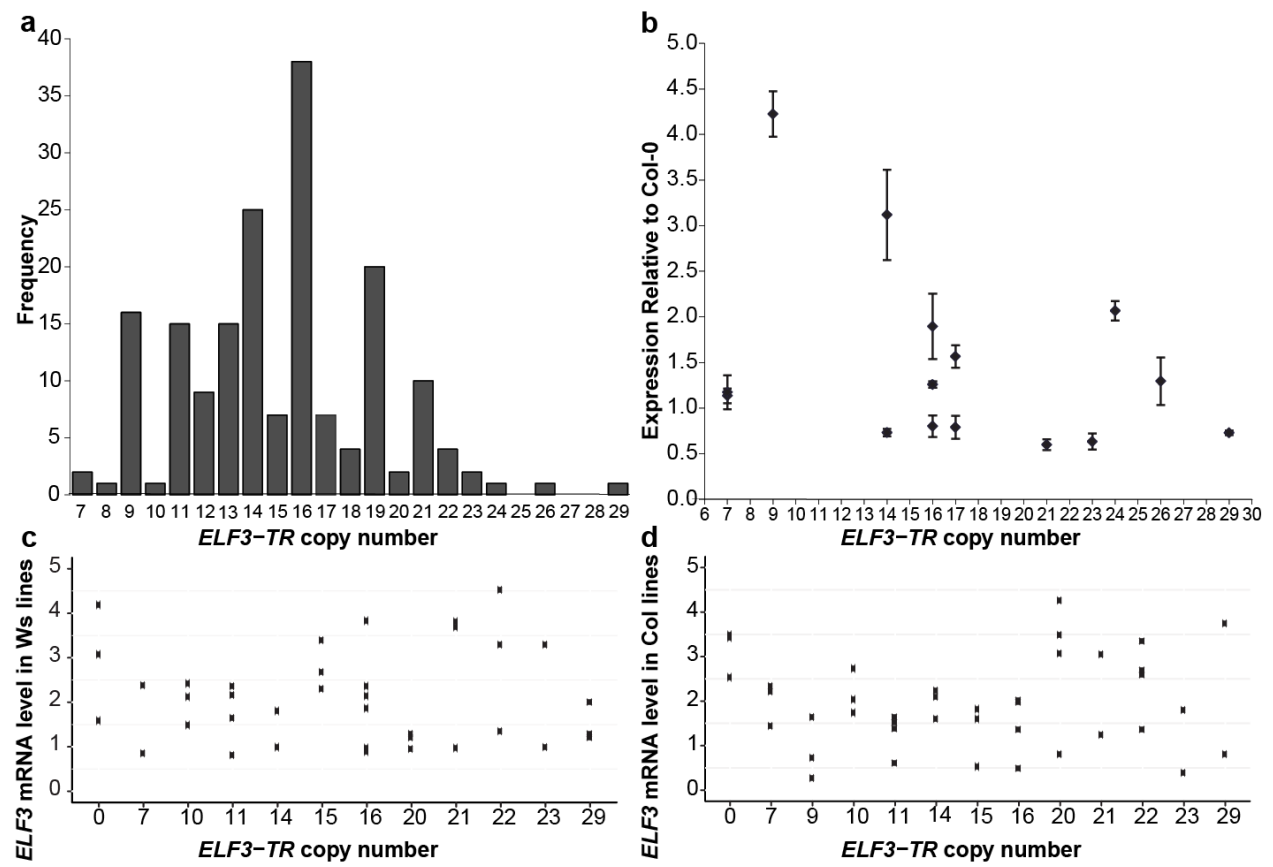 a
40
35
30
25
20
15
10
5
0
Frequency
7 8 9 10 11 12 13 14 15 16 17 18 19 20 21 22 23 24 25 26 27 28 29
ELF3−TR copy number
b
5.0
4.5
4.0
3.5
3.0
2.5
2.0
1.5
1.0
0.5
0.0
Expression Relative to Col-0
6 7 8 9 10 11 12 13 14 15 16 17 18 19 20 21 22 23 24 25 26 27 28 29 30
ELF3−TR copy number
c
5
4
3
2
1
0
ELF3 mRNA level in Ws lines
0 7 10 11 14 15 16 20 21 22 23 29
ELF3−TR copy number
d
5
4
3
2
1
0
ELF3 mRNA level in Col lines
0 7 9 10 11 14 15 16 20 21 22 23 29
ELF3−TR copy number